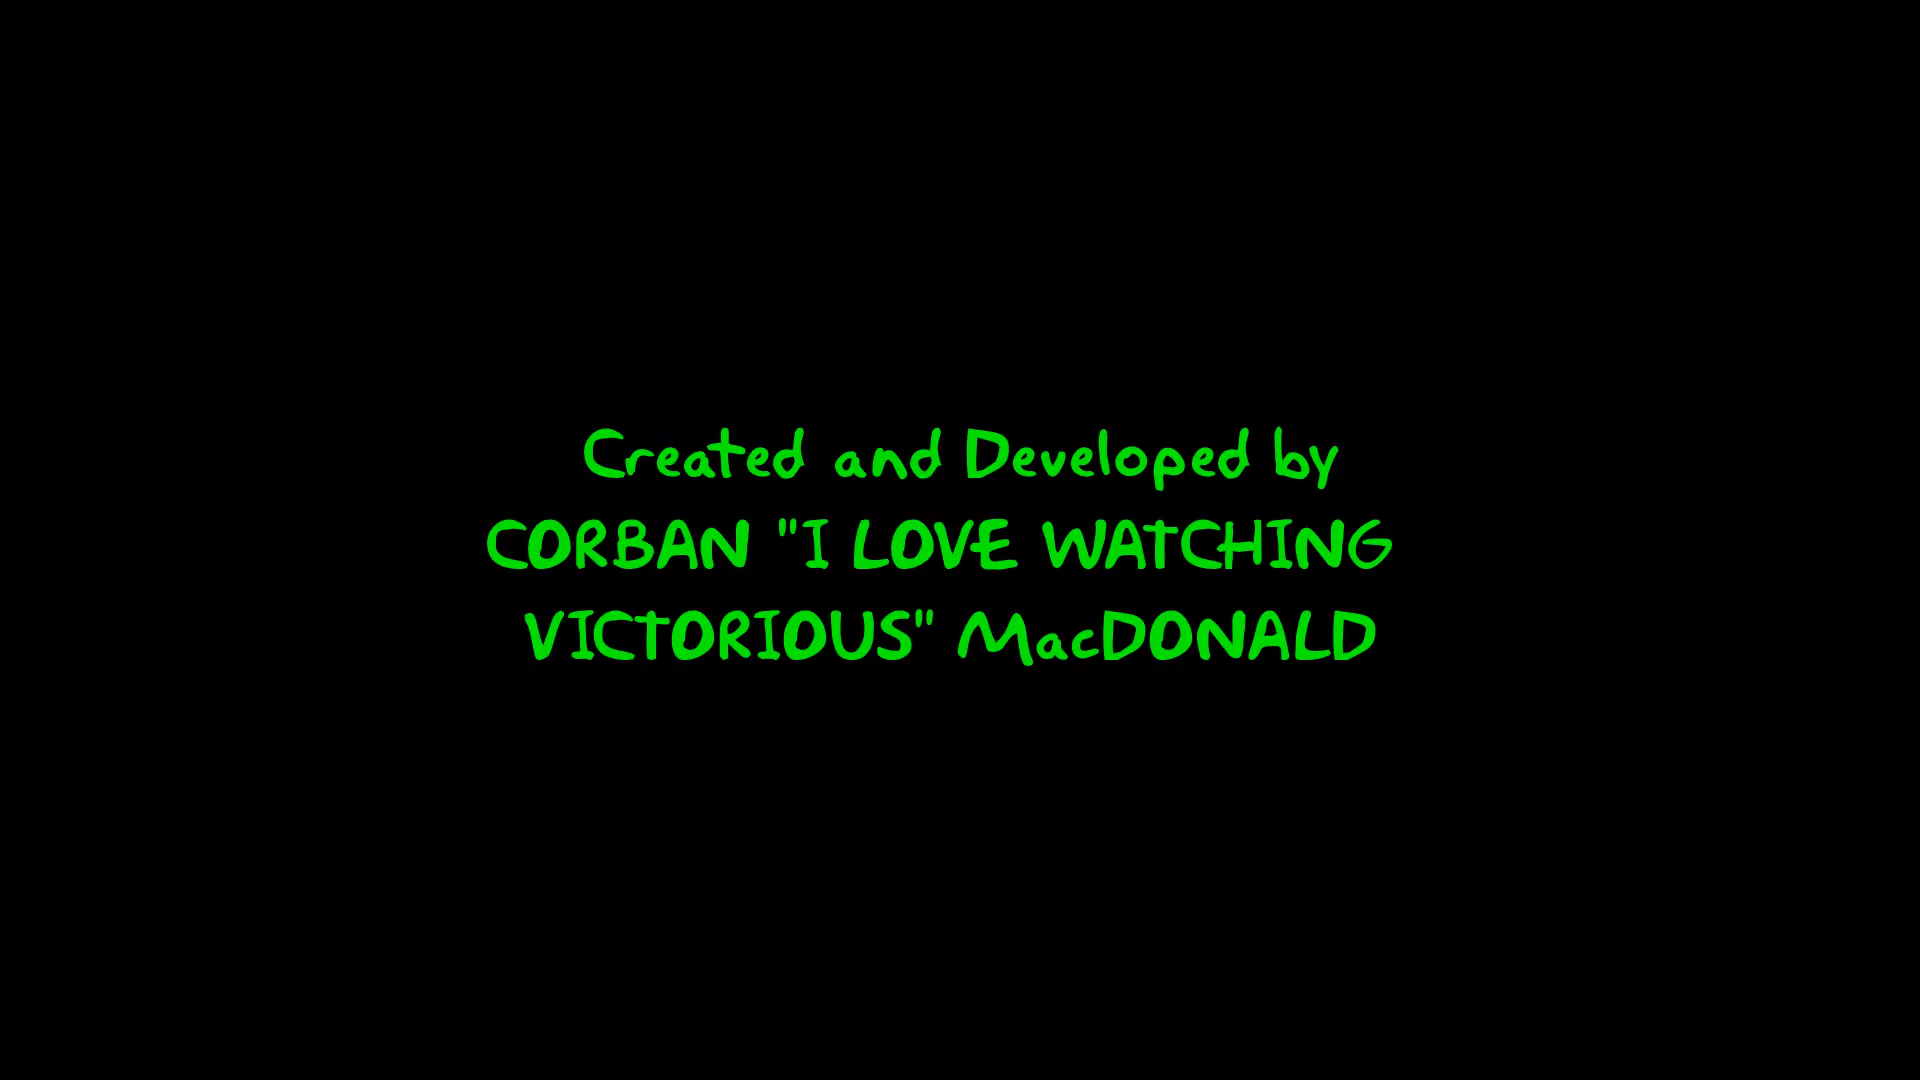 Created and Developed by
CORBAN "I LOVE WATCHING
VICTORIOUS" MacDONALD